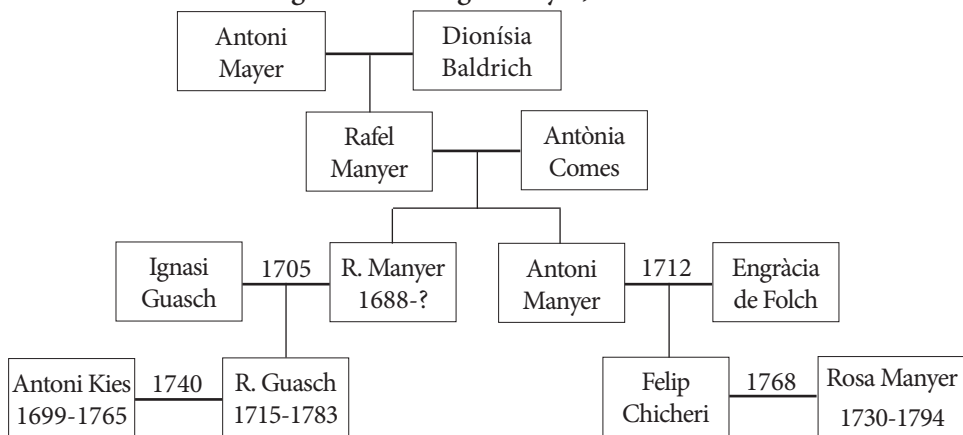 Antoni
Mayer
Dionísia
Baldrich
Rafel
Manyer
Antònia
Comes
Ignasi
Guasch
1705
R. Manyer
1688-?
Antoni
Manyer
1712
Engràcia
de Folch
Antoni Kies
1699-1765
1740
R. Guasch
1715-1783
Felip
Chicheri
1768
Rosa Manyer
1730-1794